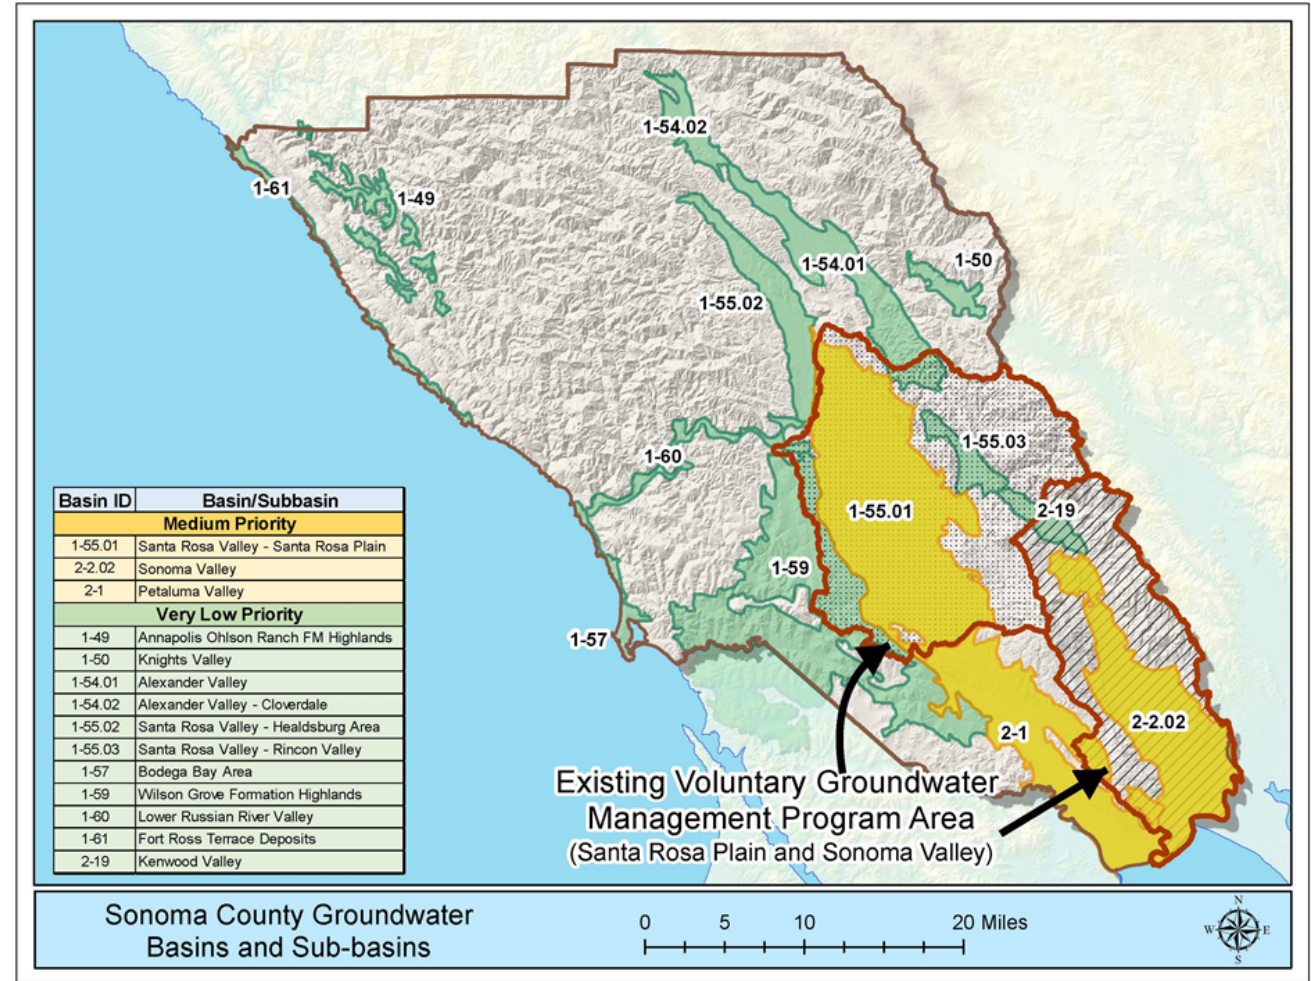 1-54.02
1-61
1-49
1-54.01
1-50
1-55.02
1-55.03
1-60
1-55.01
2-19
1-59
1-57
2-1
2-2.02
Basin ID Basin/Subbasin
Medium Priority
1-55.01 Santa Rosa Valley - Santa Rosa Plain
2-2.02 Sonoma Valley
2-1 Petaluma Valley
Very Low Priority
1-49 Annapolis Ohlson Ranch FM Highlands
1-50 Knights Valley
1-54.01 Alexander Valley
1-54.02 Alexander Valley - Cloverdale
1-55.02 Santa Rosa Valley - Healdsburg Area
1-55.03 Santa Rosa Valley - Rincon Valley
1-57 Bodega Bay Area
1-59 Wilson Grove Formation Highlands
1-60 Lower Russian River Valley
1-61 Fort Ross Terrace Deposits
2-19 Kenwood Valley
Existing Voluntary Groundwater
Management Program Area
(Santa Rosa Plain and Sonoma Valley)
Sonoma County Groundwater
Basins and Sub-basins
0 5 10 20 Miles
N
W E
S